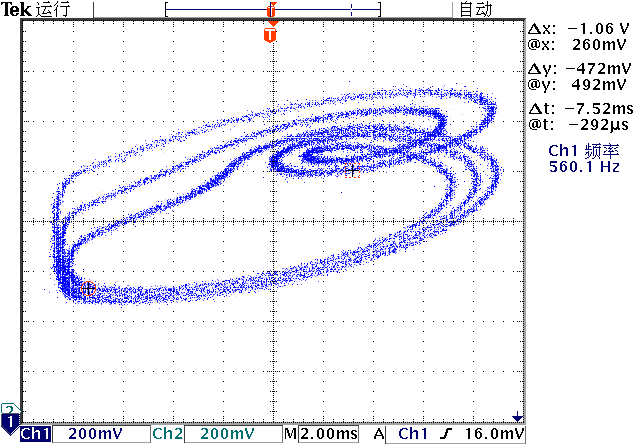 Tek 运行 自动
T
Δx: −1.06 V
@x: 260mV
Δy: −472mV
@y: 492mV
Δt: −7.52ms
@t: −292μs
Ch1 频率
560.1 Hz
2
1
Ch1 200mV Ch2 200mV M 2.00ms A Ch1 16.0mV